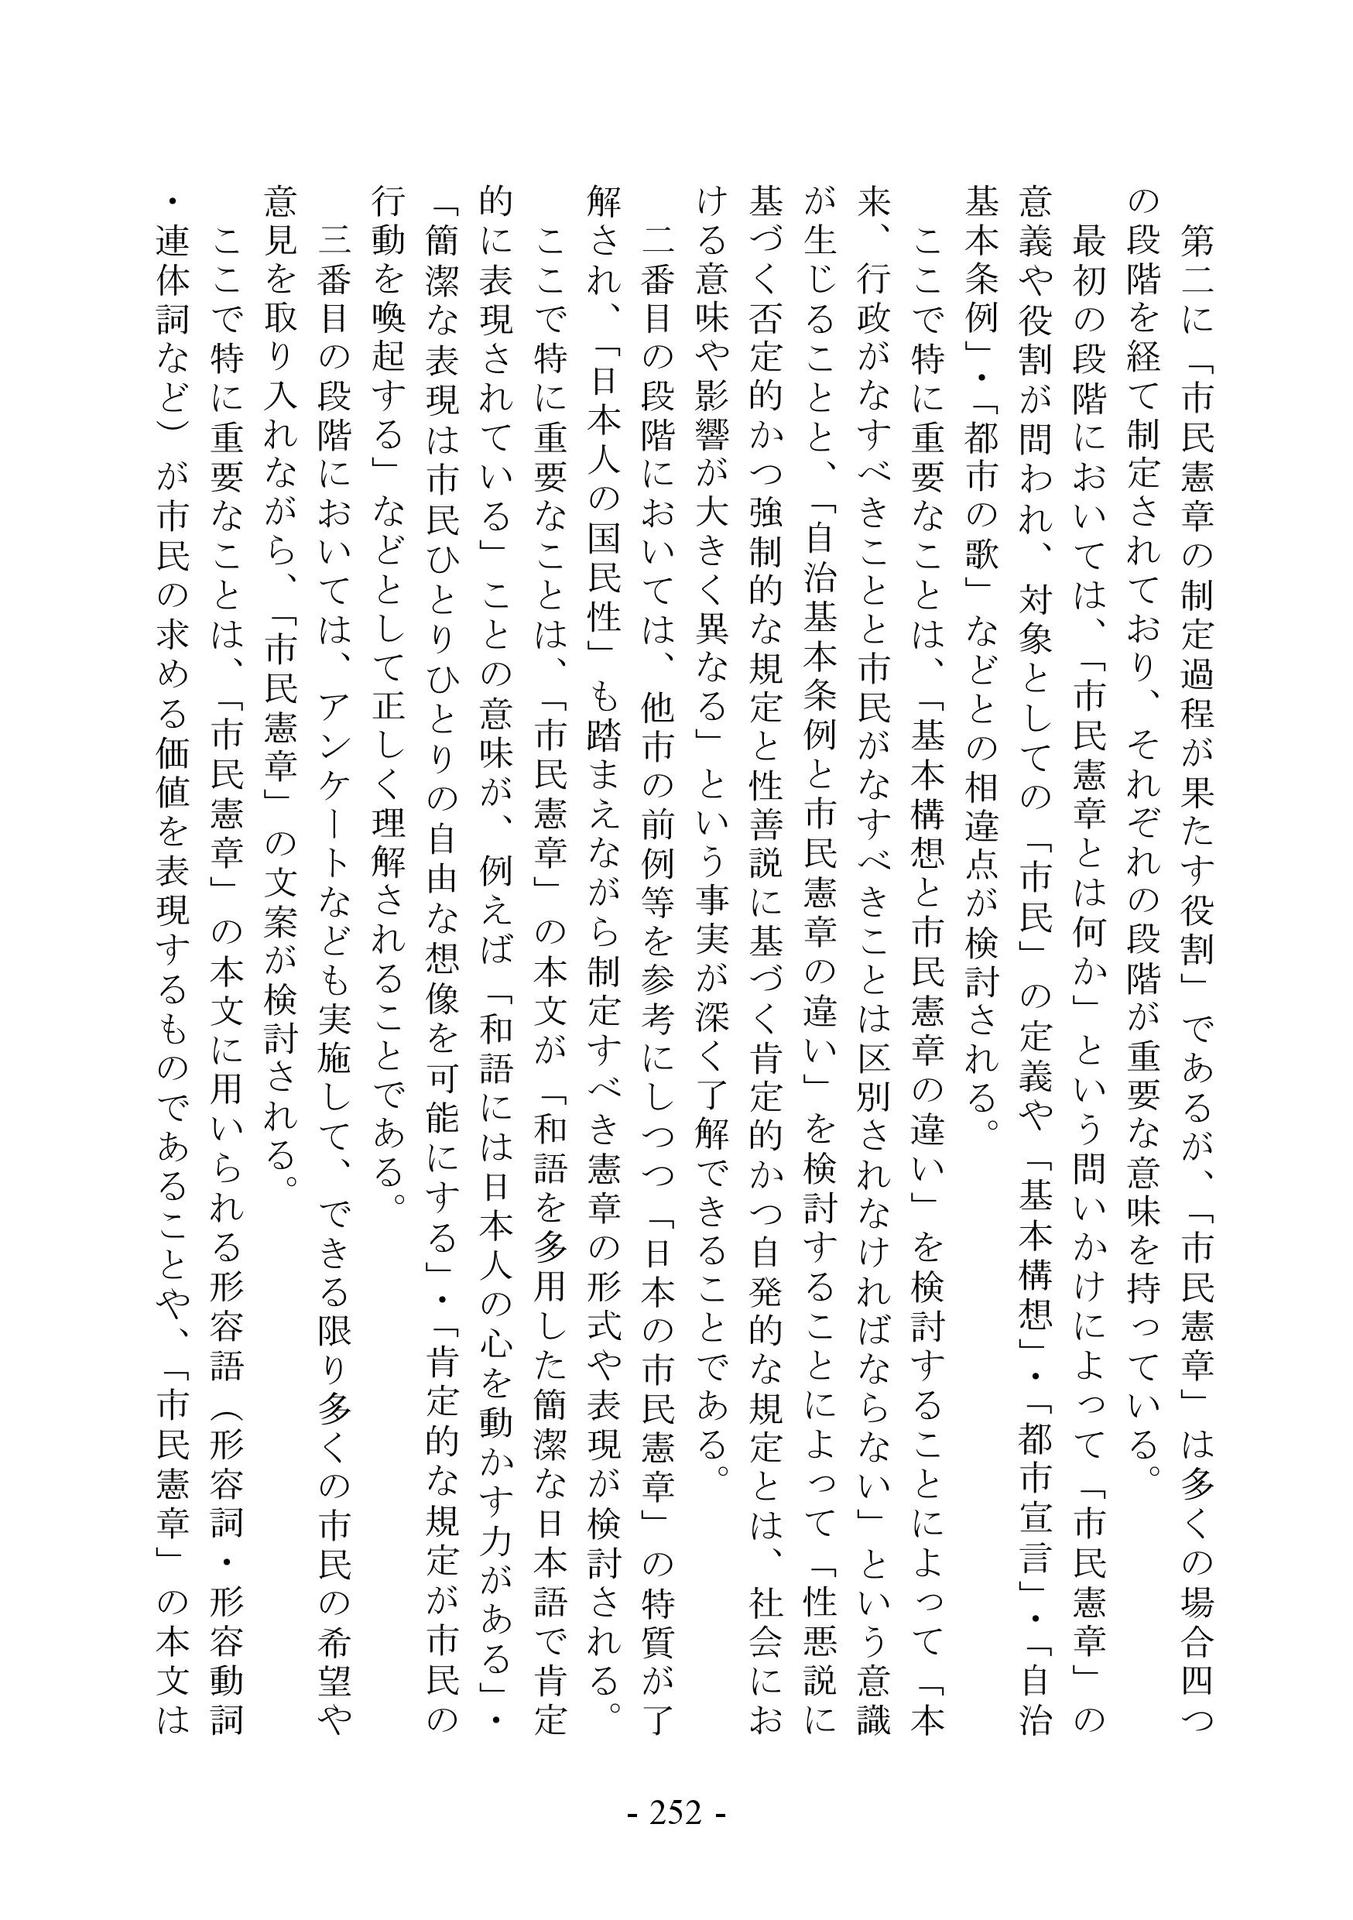 第二に「市民憲章の制定過程が果たす役割」であるが、「市民憲章」は多くの場合四つ
の段階を経て制定されており、それぞれの段階が重要な意味を持っている。
最初の段階においては、「市民憲章とは何か」という問いかけによって「市民憲章」の
意義や役割が問われ、対象としての「市民」の定義や「基本構想」・「都市宣言」・「自治
基本条例」・「都市の歌」などとの相違点が検討される。
ここで特に重要なことは、「基本構想と市民憲章の違い」を検討することによって「本
来、行政がなすべきことと市民がなすべきことは区別されなければならない」という意識
が生じることと、「自治基本条例と市民憲章の違い」を検討することによって「性悪説に
基づく否定的かつ強制的な規定と性善説に基づく肯定的かつ自発的な規定とは、社会にお
ける意味や影響が大きく異なる」という事実が深く了解できることである。
二番目の段階においては、他市の前例等を参考にしつつ「日本の市民憲章」の特質が了
解され、「日本人の国民性」も踏まえながら制定すべき憲章の形式や表現が検討される。
ここで特に重要なことは、「市民憲章」の本文が「和語を多用した簡潔な日本語で肯定
的に表現されている」ことの意味が、例えば「和語には日本人の心を動かす力がある」・
「簡潔な表現は市民ひとりひとりの自由な想像を可能にする」・「肯定的な規定が市民の
行動を喚起する」などとして正しく理解されることである。
三番目の段階においては、アンケートなども実施して、できる限り多くの市民の希望や
意見を取り入れながら、「市民憲章」の文案が検討される。
ここで特に重要なことは、「市民憲章」の本文に用いられる形容語（形容詞・形容動詞
・連体詞など）が市民の求める価値を表現するものであることや、「市民憲章」の本文は
- 252 -